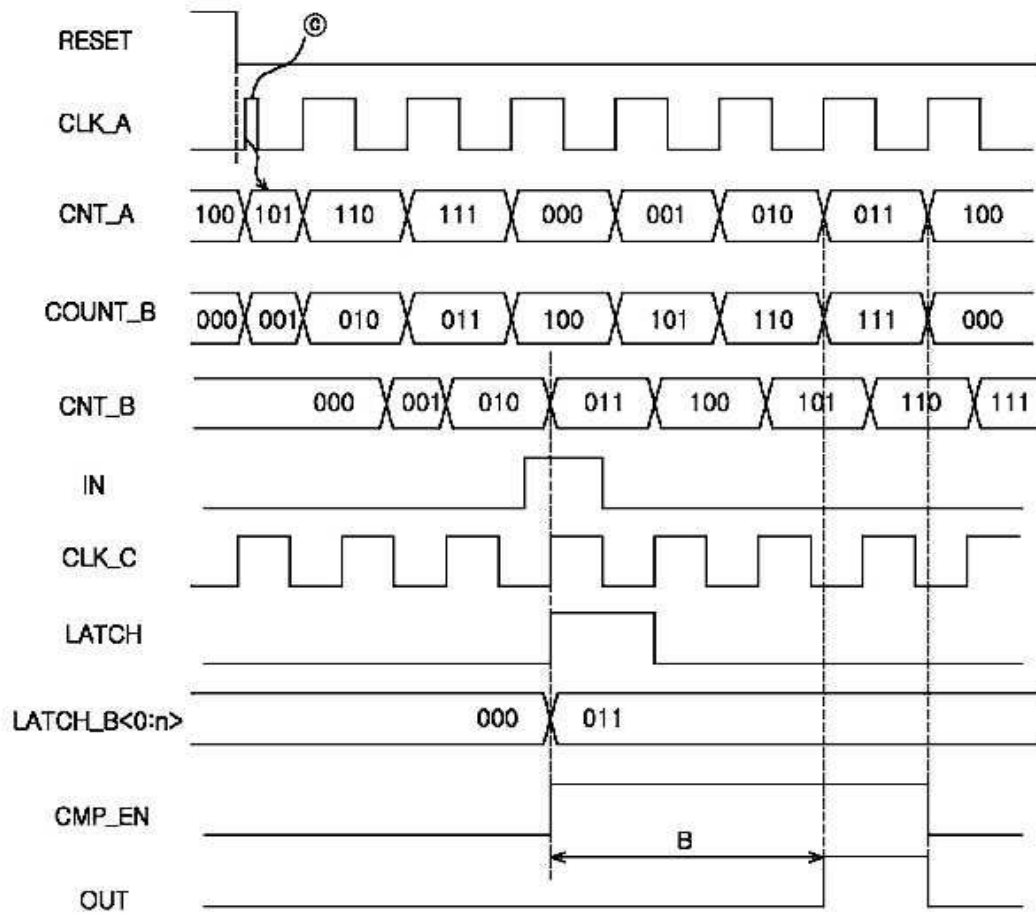 RESET
ⓒ
CLK_A
CNT_A 100 101 110 111 000 001 010 011 100
COUNT_B 000 001 010 011 100 101 110 111 000
CNT_B 000 001 010 011 100 101 110 111
IN
CLK_C
LATCH
LATCH_B<0:n> 000 011
CMP_EN
B
OUT